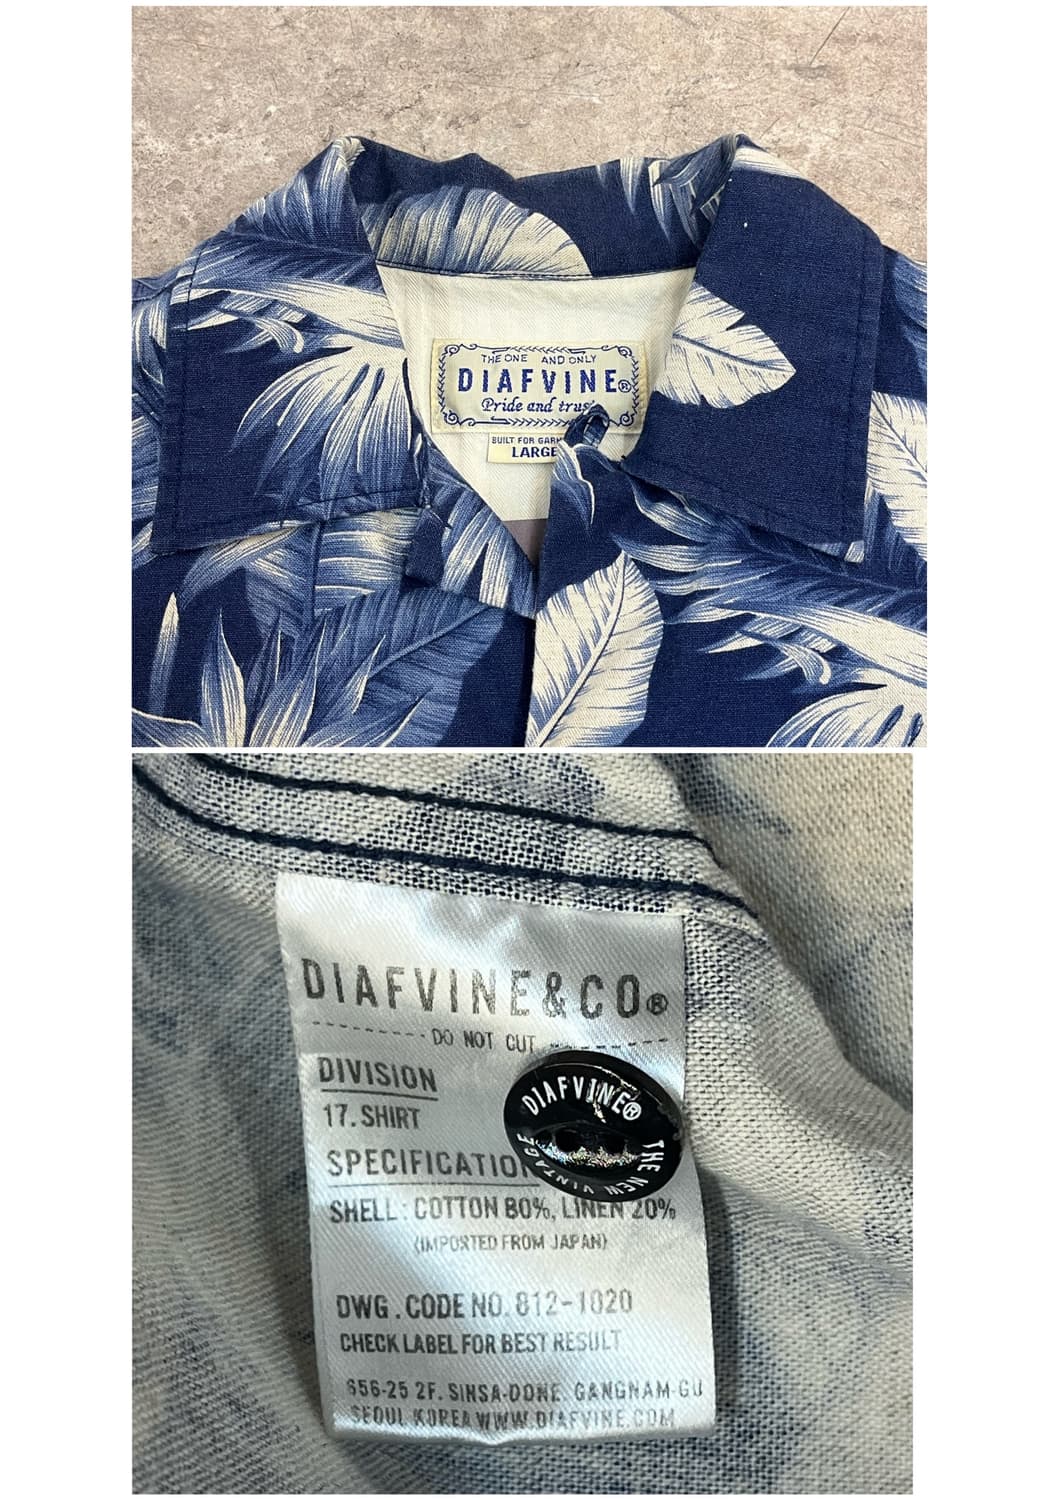 THE ONE AND ONLY
DIAFVINE®
Pride and trus
BUILT FOR GARM
LARGE
DIAFVINE&CO®
DO NOT CUT
DIVISION
17. SHIRT
SPECIFICATION
SHELL: COTTON 80%, LINEN 20%
(IMPORTED FROM JAPAN)
DWG. CODE NO. 812-1020
CHECK LABEL FOR BEST RESULT
656-25 2F. SINSA-DONE. GANGNAM-GU
SEOUL KOREA WWW.DIAFVINE.COM
DIAFVINE®
THE NEW VINTAGE